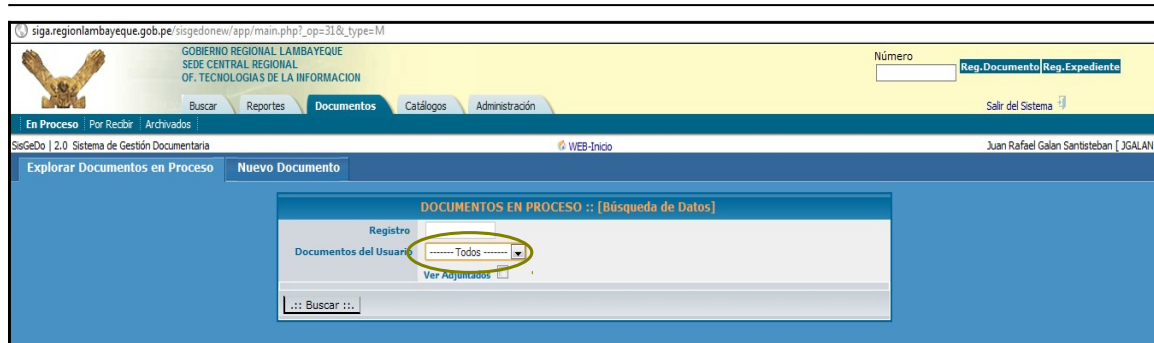 siga.regionlambayeque.gob.pe/sisgedonew/app/main.php?_op=31&_type=M
GOBIERNO REGIONAL LAMBAYEQUE
SEDE CENTRAL REGIONAL
OF. TECNOLOGIAS DE LA INFORMACION
Número
Reg.Documento Reg.Expediente
Buscar Reportes Documentos Catálogos Administración
Salir del Sistema
En Proceso Por Recibir Archivados
SisGeDo | 2.0 Sistema de Gestión Documentaria WEB-Inicio Juan Rafael Galan Santisteban [ JGALAN
Explorar Documentos en Proceso Nuevo Documento
DOCUMENTOS EN PROCESO :: [Búsqueda de Datos]
Registro
Documentos del Usuario ------- Todos -------
Ver Adjuntados
.:: Buscar ::.